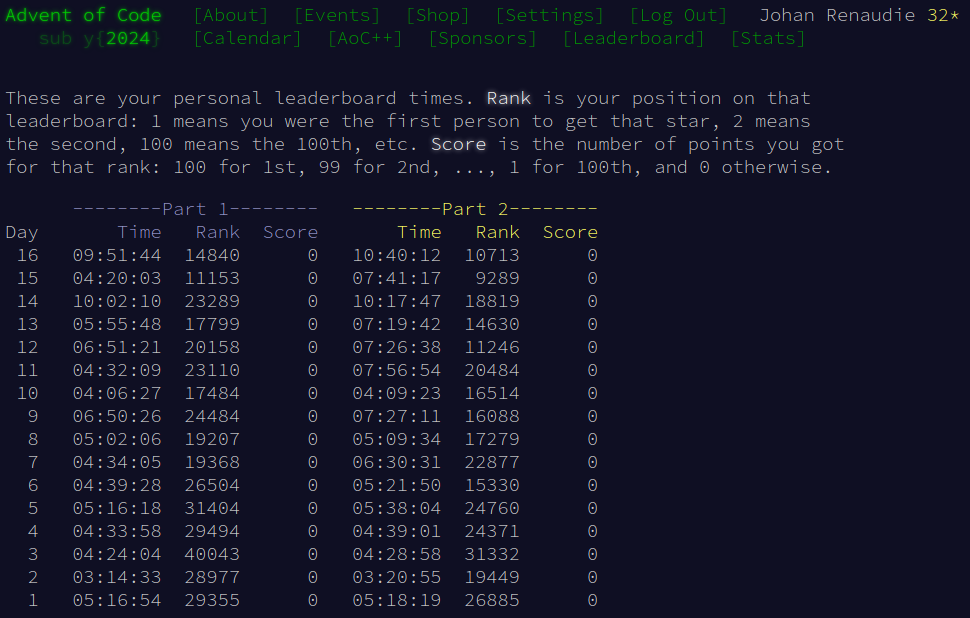 Advent of Code [About] [Events] [Shop] [Settings] [Log Out] Johan Renaudie 32*
sub y{2024} [Calendar] [AoC++] [Sponsors] [Leaderboard] [Stats]
These are your personal leaderboard times. Rank is your position on that
leaderboard: 1 means you were the first person to get that star, 2 means
the second, 100 means the 100th, etc. Score is the number of points you got
for that rank: 100 for 1st, 99 for 2nd, ..., 1 for 100th, and 0 otherwise.
--------Part 1-------- --------Part 2--------
Day Time Rank Score Time Rank Score
16 09:51:44 14840 0 10:40:12 10713 0
15 04:20:03 11153 0 07:41:17 9289 0
14 10:02:10 23289 0 10:17:47 18819 0
13 05:55:48 17799 0 07:19:42 14630 0
12 06:51:21 20158 0 07:26:38 11246 0
11 04:32:09 23110 0 07:56:54 20484 0
10 04:06:27 17484 0 04:09:23 16514 0
9 06:50:26 24484 0 07:27:11 16088 0
8 05:02:06 19207 0 05:09:34 17279 0
7 04:34:05 19368 0 06:30:31 22877 0
6 04:39:28 26504 0 05:21:50 15330 0
5 05:16:18 31404 0 05:38:04 24760 0
4 04:33:58 29494 0 04:39:01 24371 0
3 04:24:04 40043 0 04:28:58 31332 0
2 03:14:33 28977 0 03:20:55 19449 0
1 05:16:54 29355 0 05:18:19 26885 0